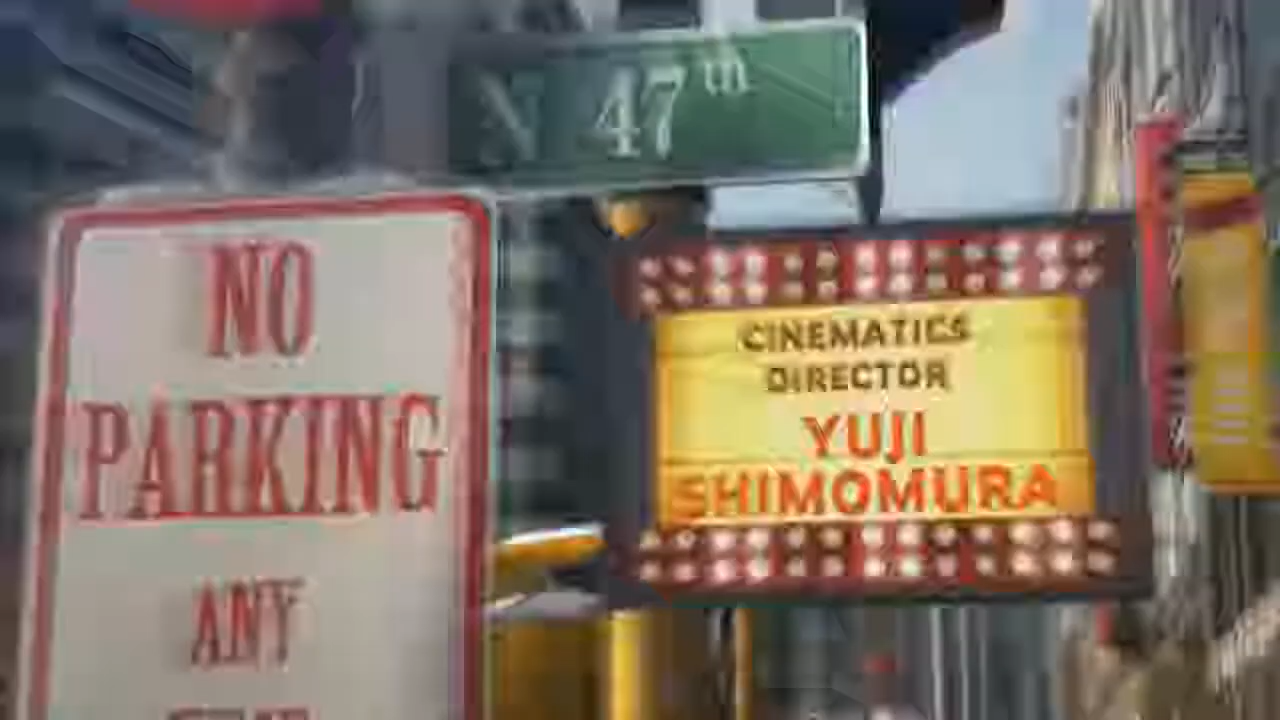 N 47th
NO
PARKING
ANY
CINEMATICS
DIRECTOR
YUJI
SHIMOMURA